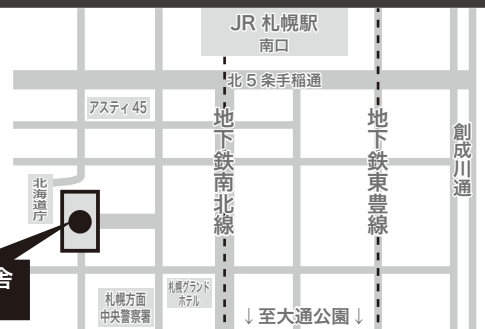 JR 札幌駅
南口
北5条手稲通
アスティ45
地下鉄南北線
地下鉄東豊線
創成川通
北海道庁
舎
札幌方面
中央警察署
札幌グランド
ホテル
↓至大通公園↓